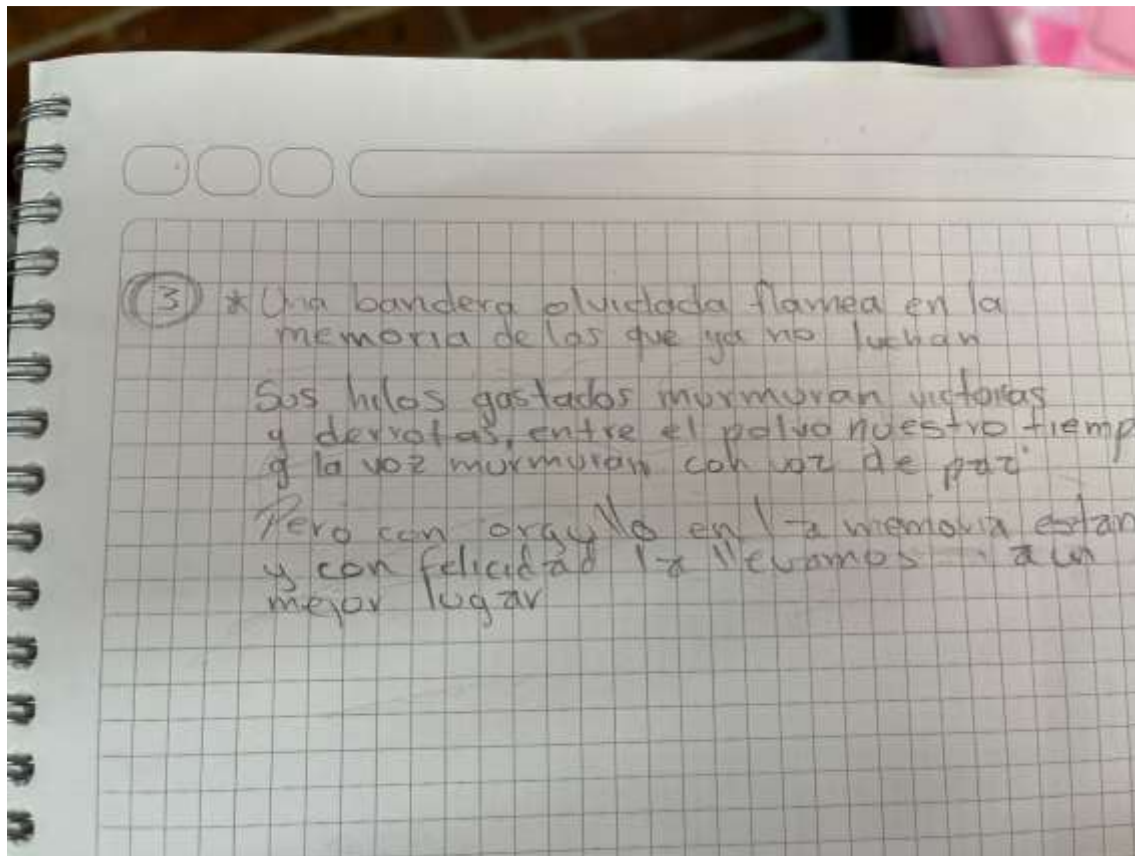 3 * Una bandera olvidada flamea en la
memoria de los que ya no luchan
Sus hilos gastados murmuran victorias
y derrotas, entre el polvo nuestro tiemp
y la voz murmuran con voz de paz
Pero con orgullo en la memoria estan
y con felicidad la llevamos a un
mejor lugar